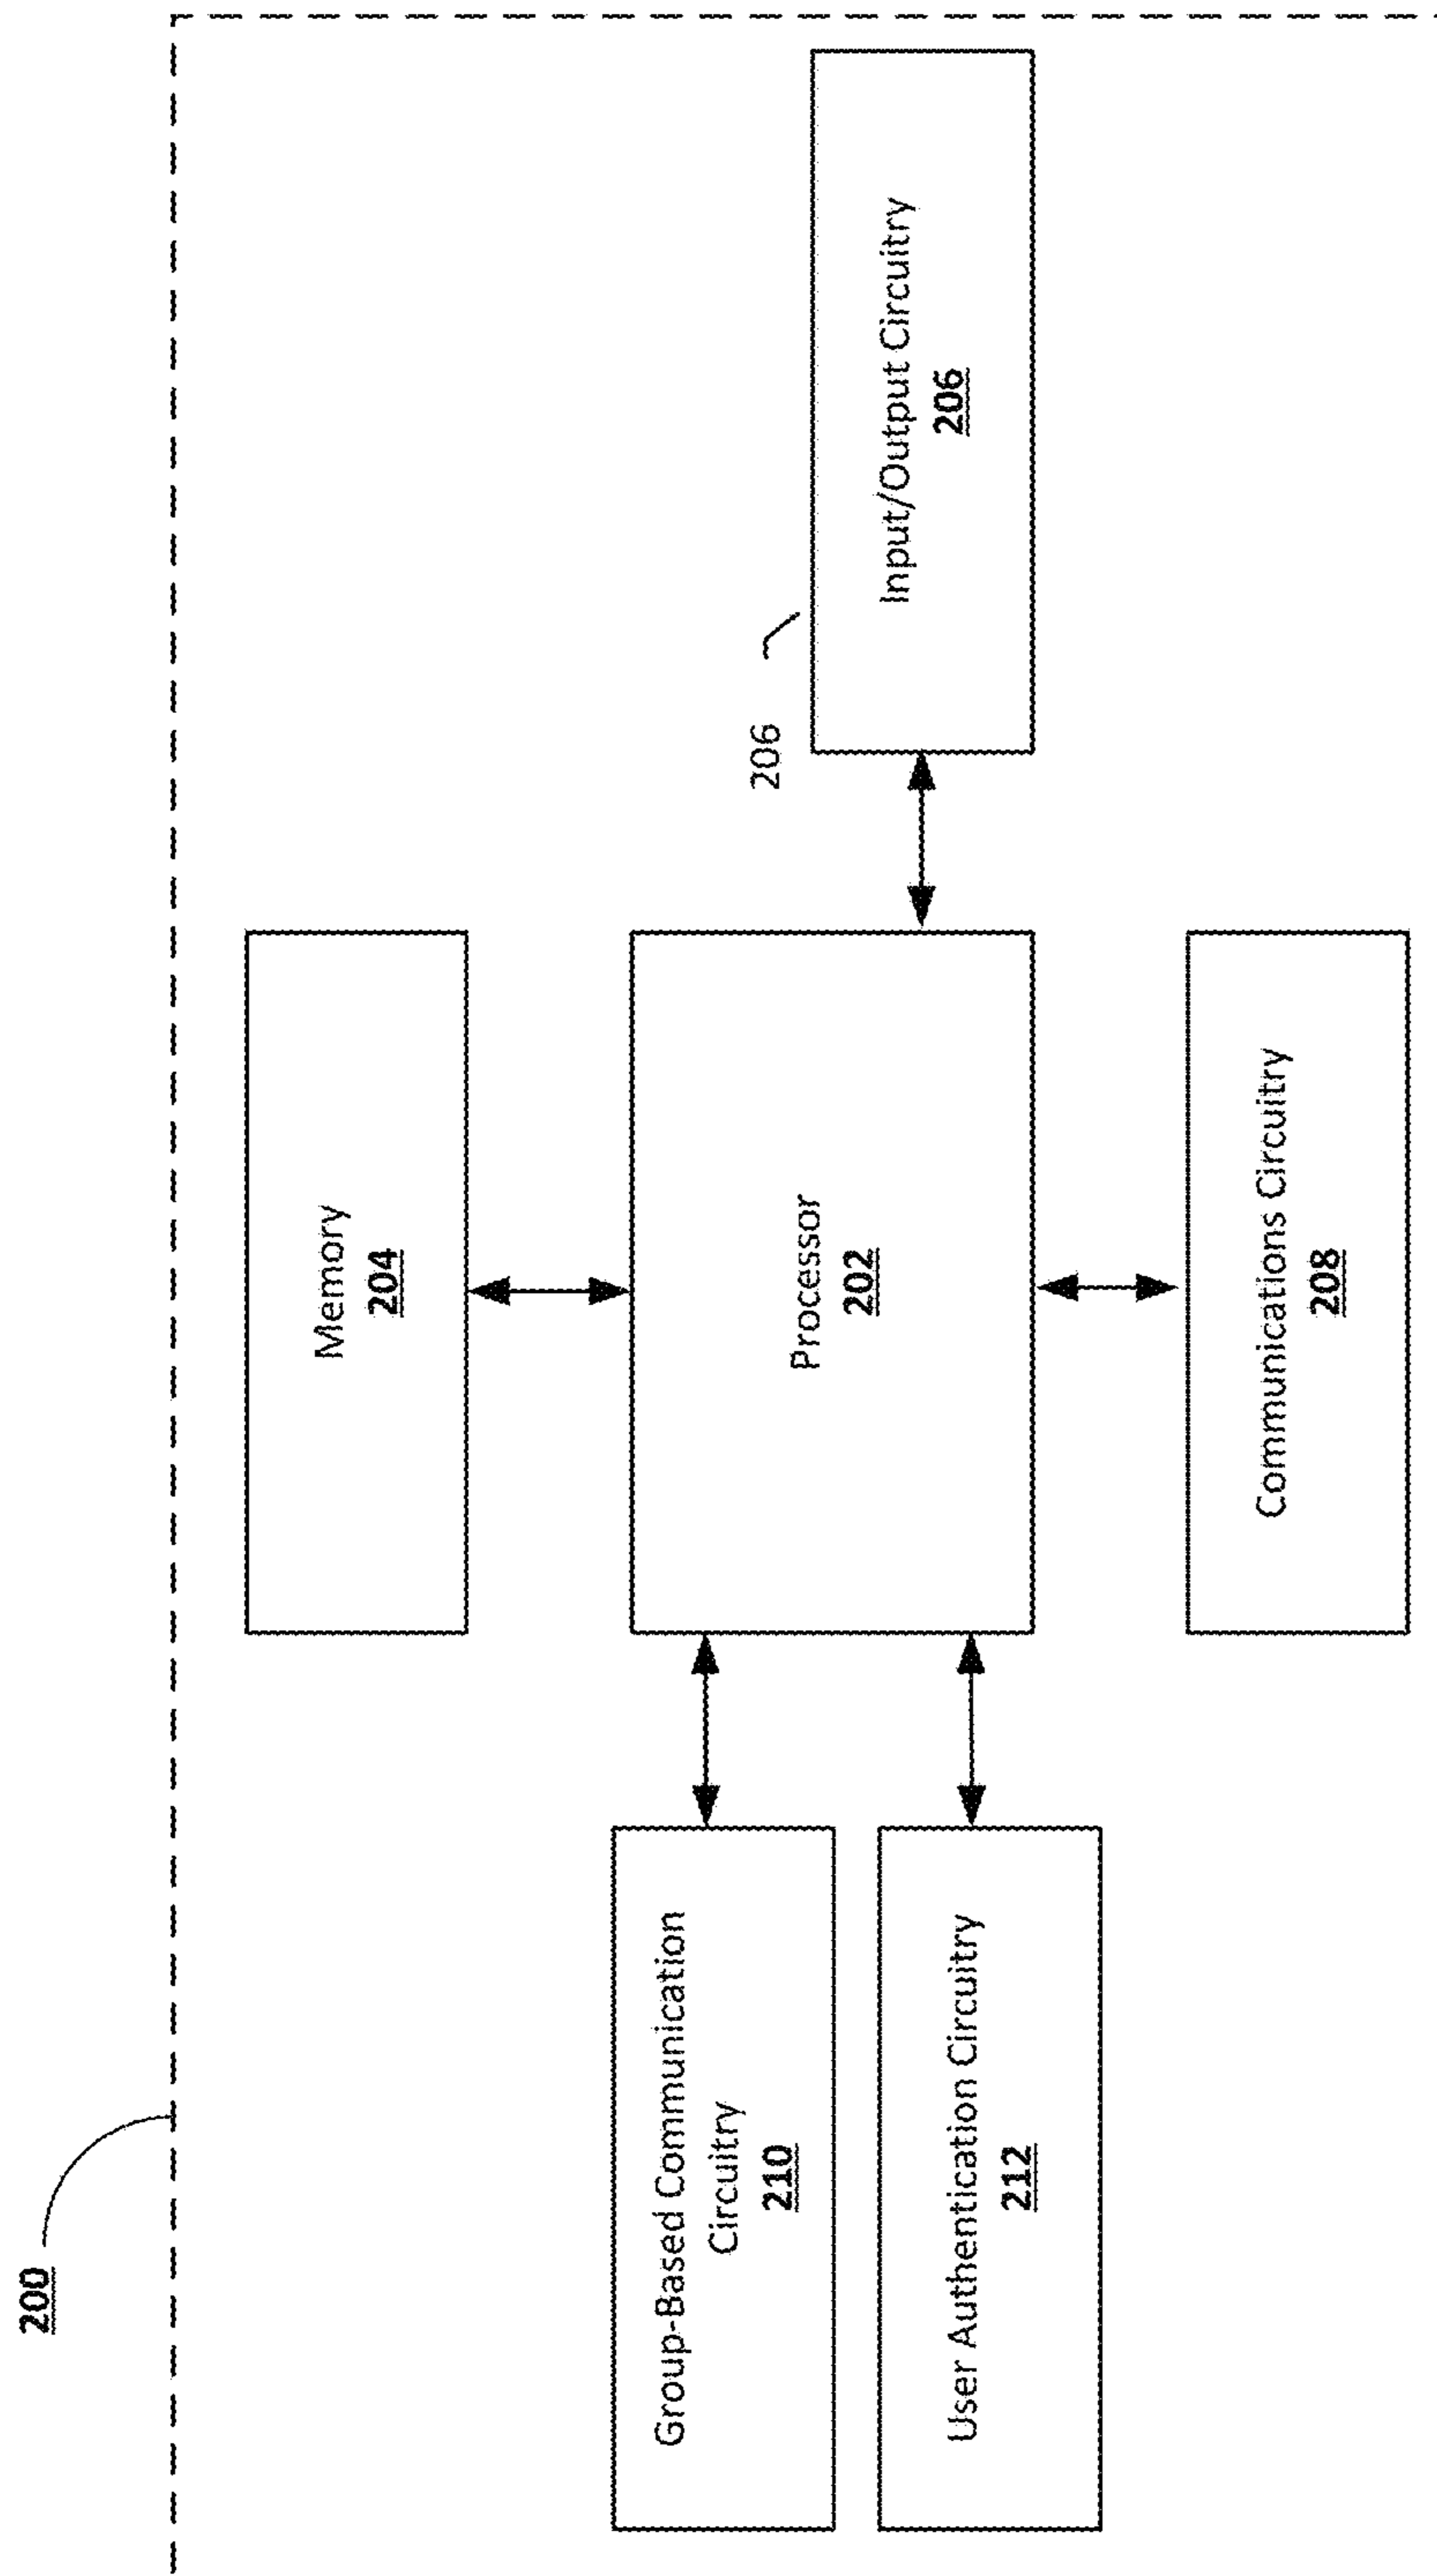 200
Memory
204
Group-Based Communication
Circuitry
210
Processor
202
206
Input/Output Circuitry
206
User Authentication Circuitry
212
Communications Circuitry
208